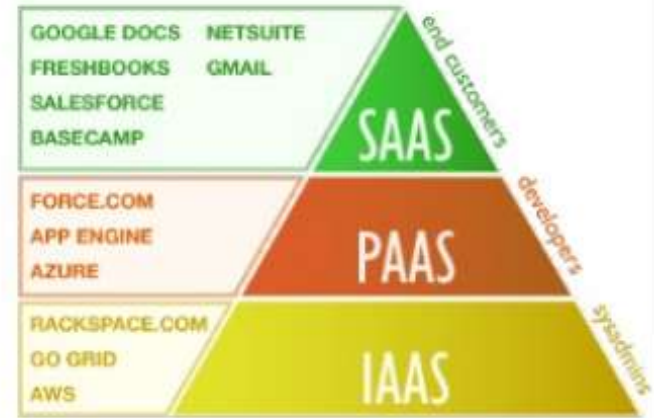 GOOGLE DOCS NETSUITE
FRESHBOOKS GMAIL
SALESFORCE
BASECAMP
SAAS
end customers
FORCE.COM
APP ENGINE
AZURE
PAAS
developers
RACKSPACE.COM
GO GRID
AWS
IAAS
sysadmins